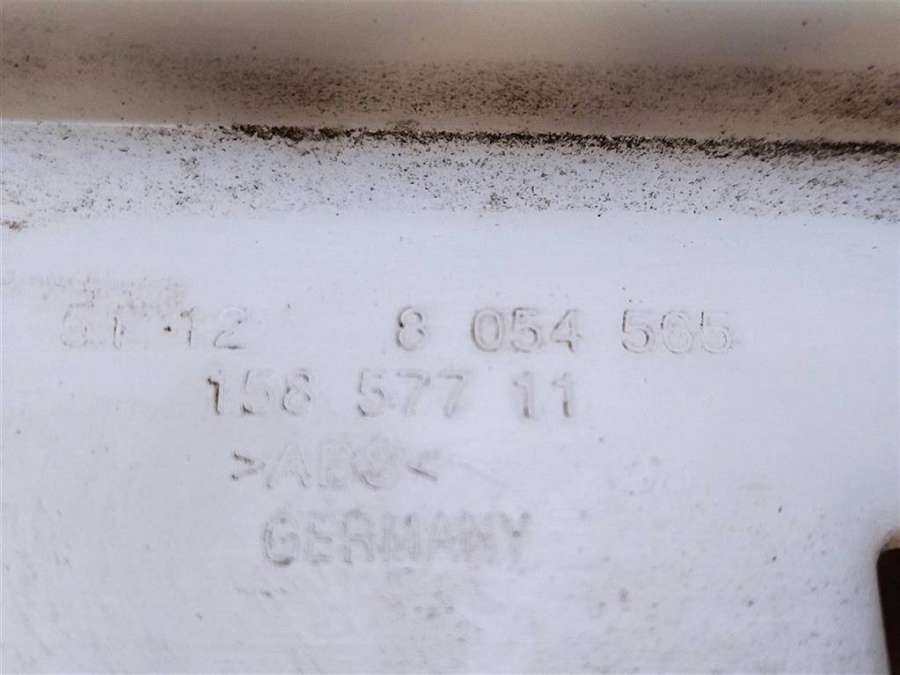 51.12 8 054 565
158 577 11
>ABS<
GERMANY